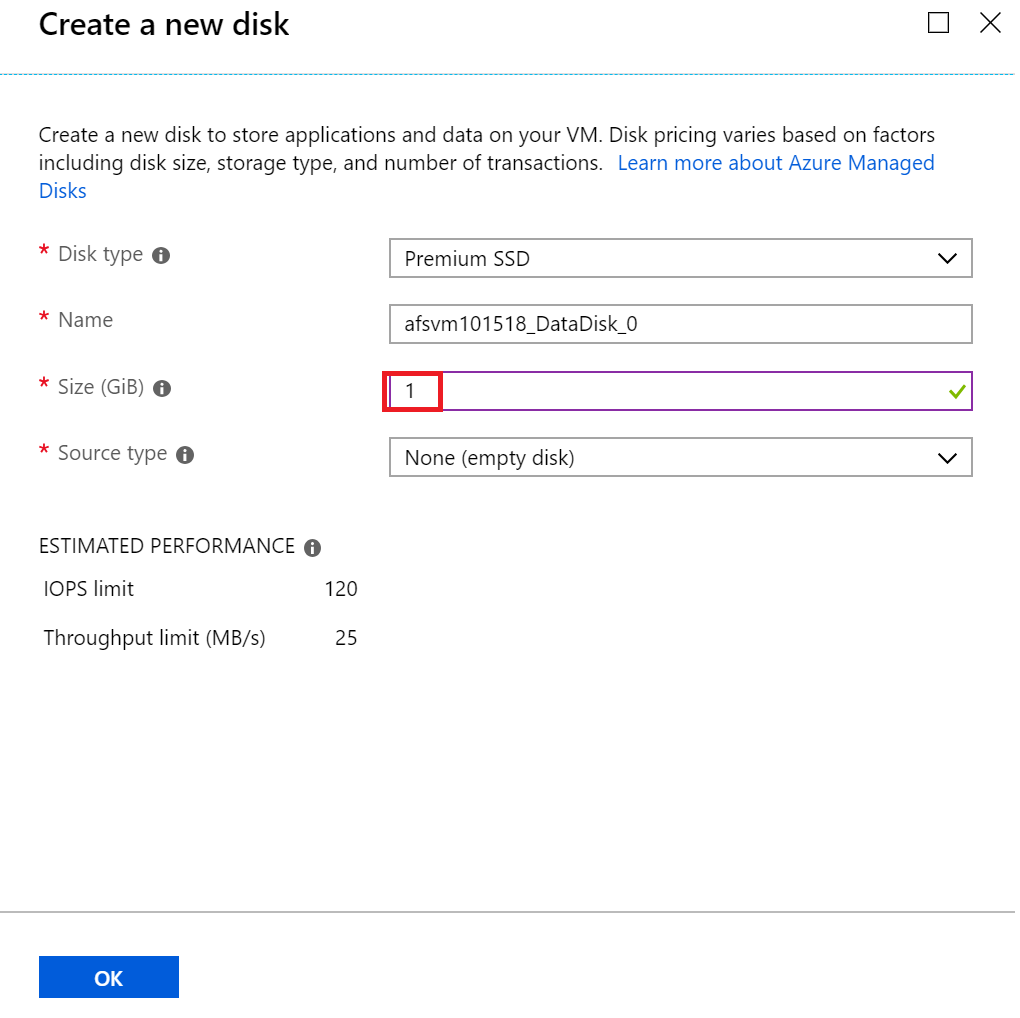 Create a new disk
Create a new disk to store applications and data on your VM. Disk pricing varies based on factors
including disk size, storage type, and number of transactions. Learn more about Azure Managed
Disks
* Disk type
Premium SSD
* Name
afsvm101518_DataDisk_0
* Size (GiB)
1
* Source type
None (empty disk)
ESTIMATED PERFORMANCE
IOPS limit 120
Throughput limit (MB/s) 25
OK